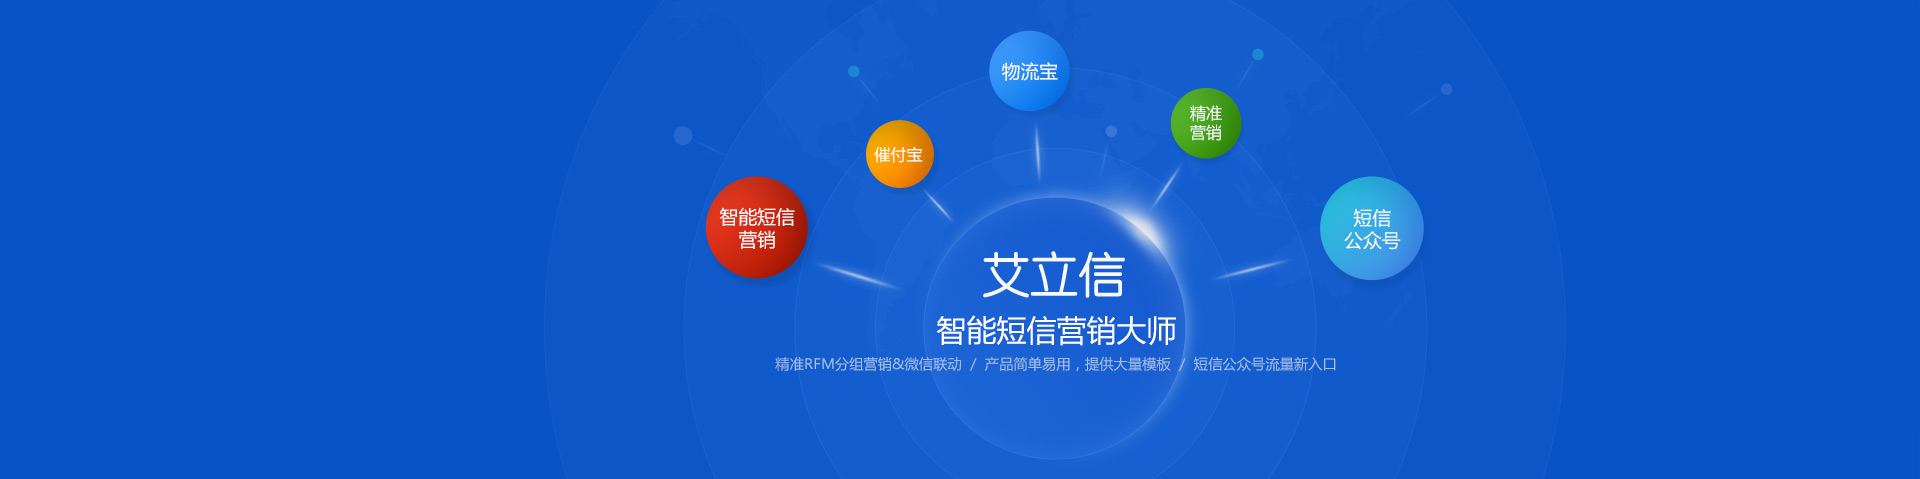 物流宝
精准
营销
催付宝
智能短信
营销
短信
公众号
艾立信
智能短信营销大师
精准RFM分组营销&微信联动 / 产品简单易用，提供大量模板 / 短信公众号流量新入口